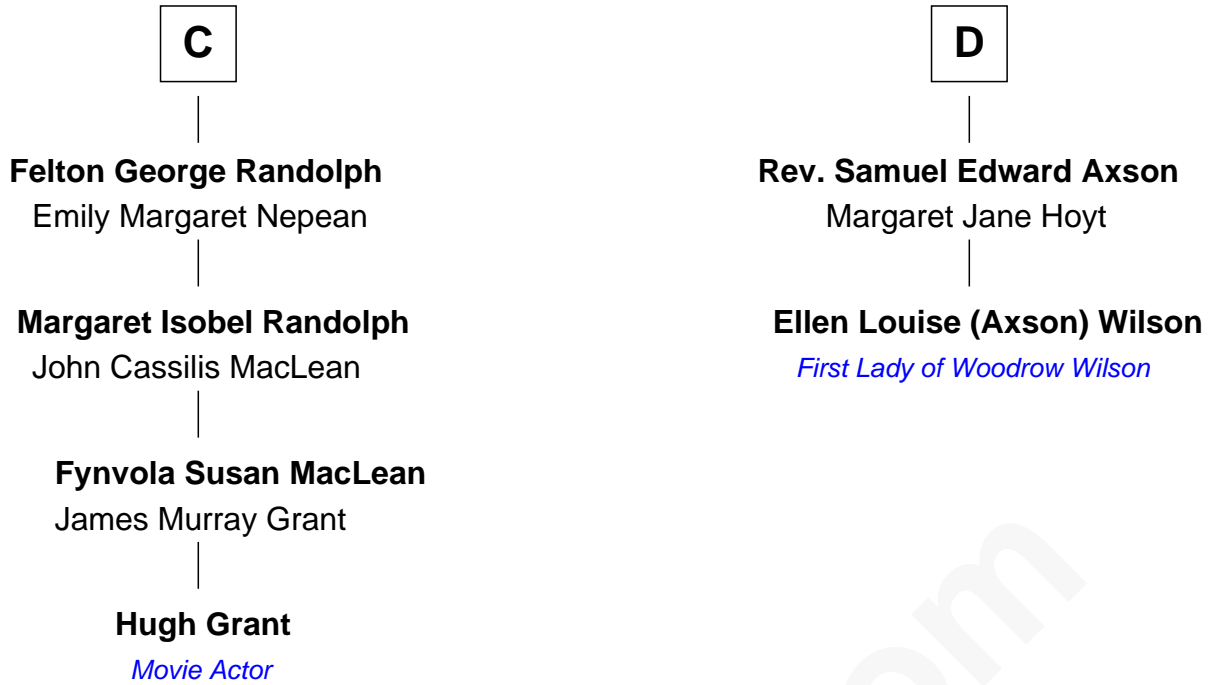 C
Felton George Randolph
Emily Margaret Nepean
Margaret Isobel Randolph
John Cassilis MacLean
Fynvola Susan MacLean
James Murray Grant
Hugh Grant
Movie Actor
D
Rev. Samuel Edward Axson
Margaret Jane Hoyt
Ellen Louise (Axson) Wilson
First Lady of Woodrow Wilson
om